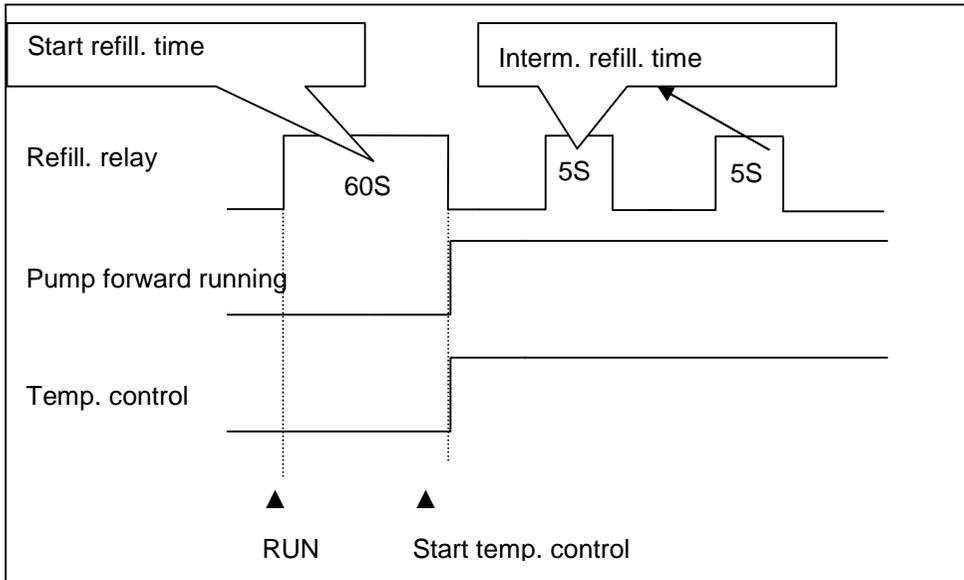 Start refill. time
Interm. refill. time
Refill. relay
60S
5S
5S
Pump forward running
Temp. control
RUN
Start temp. control